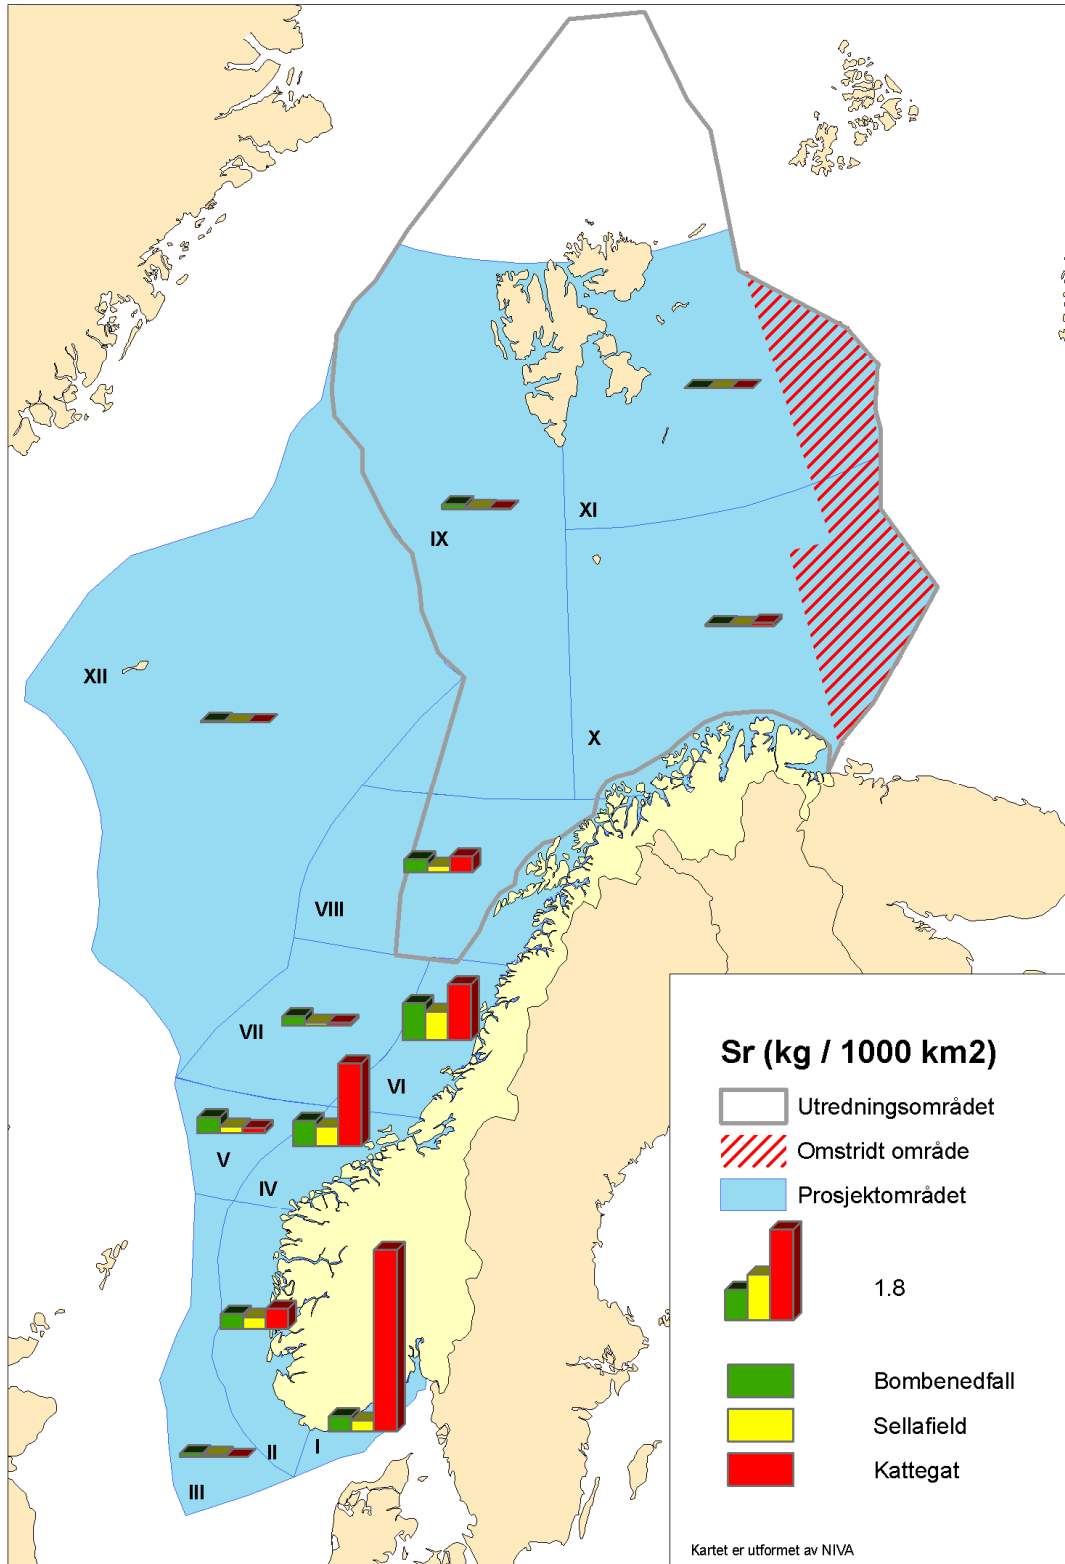 XI
IX
XII
X
VIII
VII
VI
V
IV
II
I
III
Sr (kg / 1000 km2)
Utredningsområdet
Omstridt område
Prosjektområdet
1.8
Bombenedfall
Sellafield
Kattegat
Kartet er utformet av NIVA